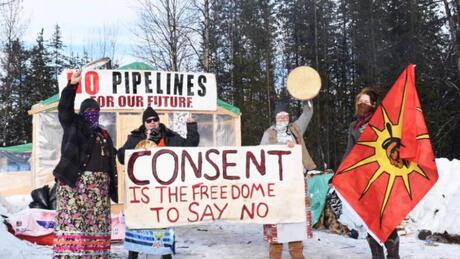 NO PIPELINES
FOR OUR FUTURE
CONSENT
IS THE FREEDOME
TO SAY NO